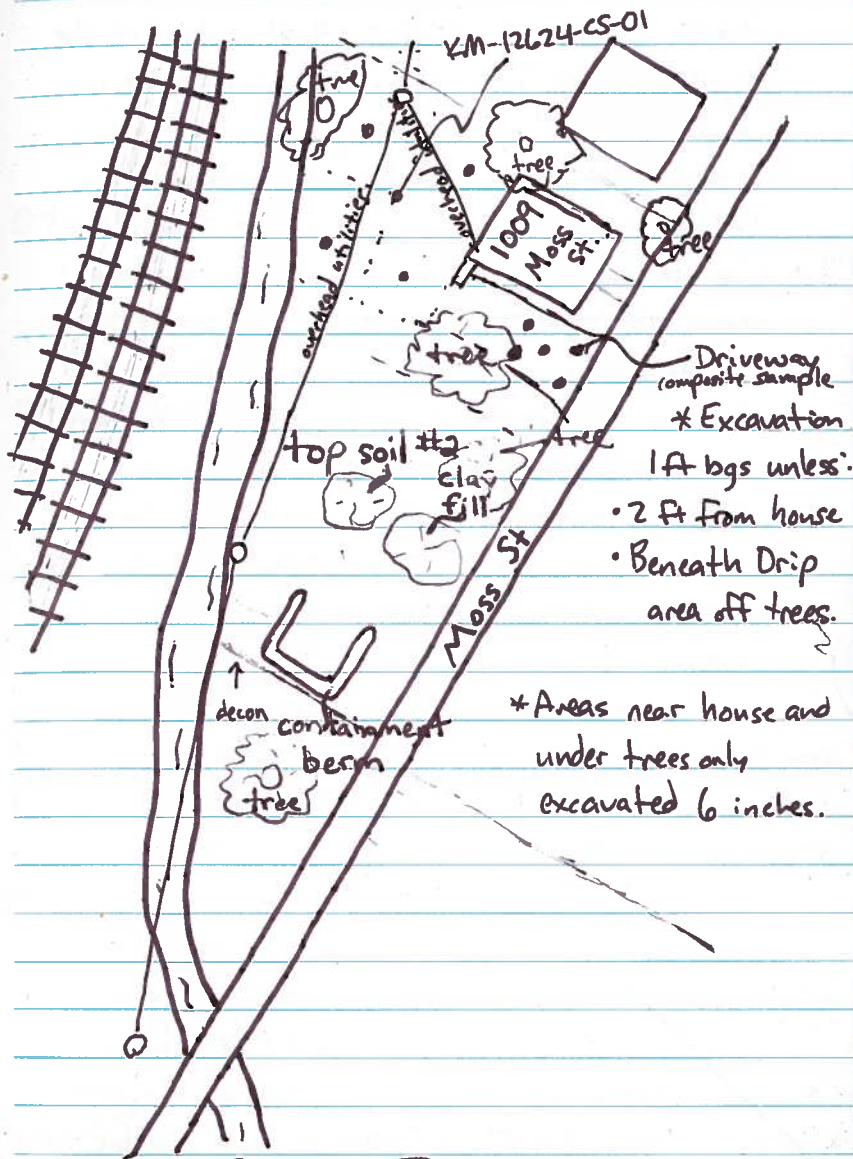 KM-12624-CS-01
tree
overhead utilities
tree
1009
Moss
St.
tree
overhead utilities
tree
Driveway
composite sample
* Excavation
tree
top soil #2
1ft bgs unless:
clay
fill
• 2 ft from house
• Beneath Drip
area off trees.
Moss St
decon
containment
berm
* Areas near house and
under trees only
excavated 6 inches.
tree